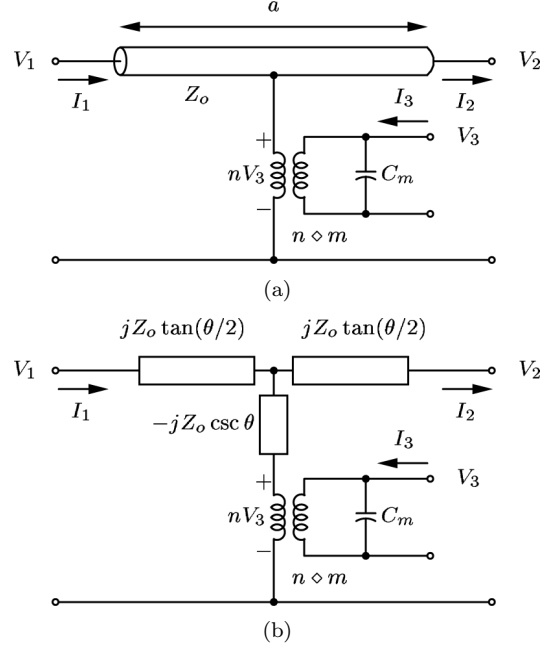 a
V₁ V₂
I₁ Zₒ I₃ I₂
+ V₃
nV₃ Cₘ
−
n ⋄ m
(a)
jZₒ tan(θ/2) jZₒ tan(θ/2)
V₁ V₂
I₁ I₂
−jZₒ csc θ
I₃
+ V₃
nV₃ Cₘ
−
n ⋄ m
(b)